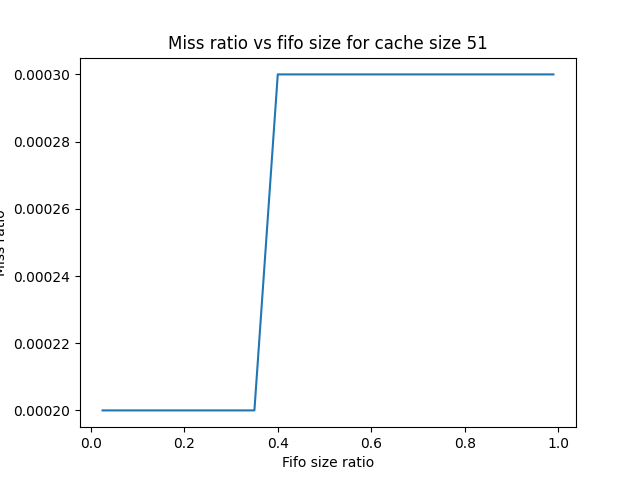 Miss ratio vs fifo size for cache size 51
0.00030
0.00028
0.00026
0.00024
0.00022
0.00020
Miss ratio
0.0 0.2 0.4 0.6 0.8 1.0
Fifo size ratio